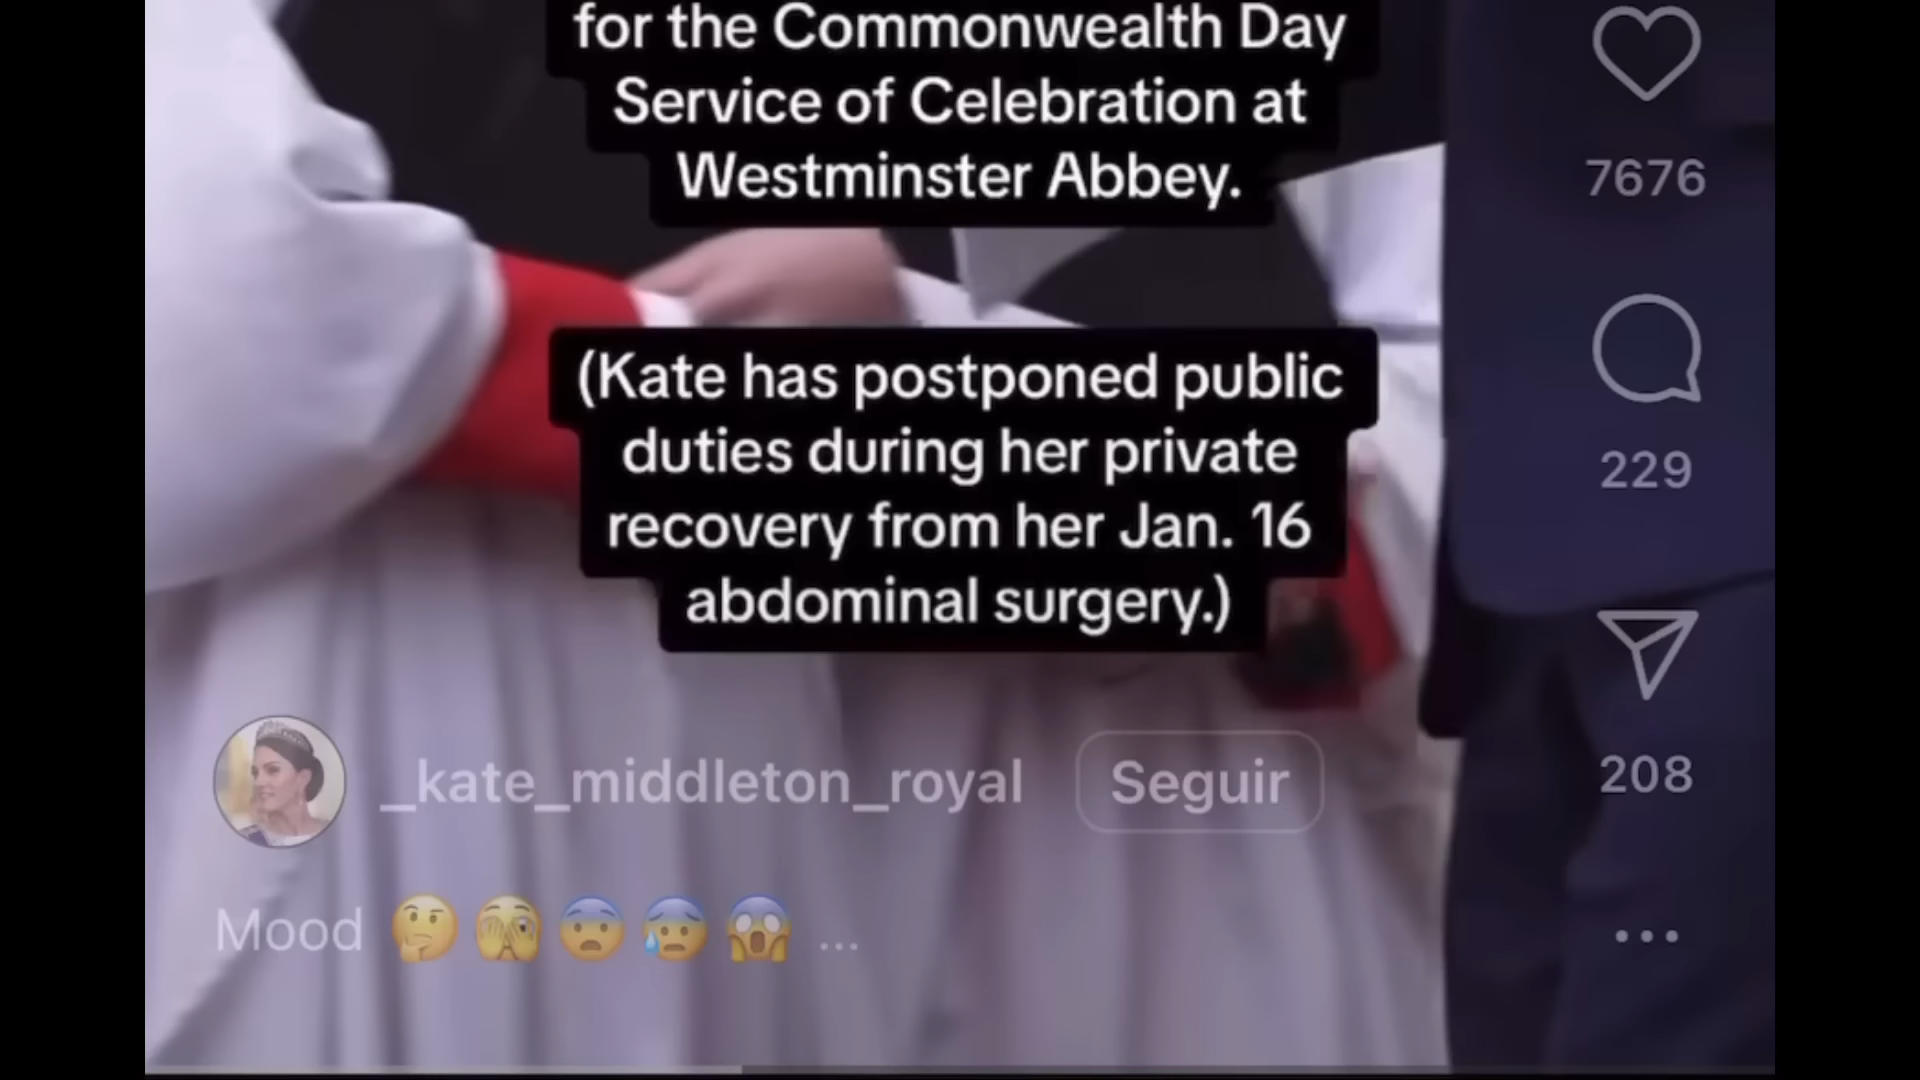 for the Commonwealth Day
Service of Celebration at
Westminster Abbey.
7676
(Kate has postponed public
duties during her private
recovery from her Jan. 16
abdominal surgery.)
229
208
_kate_middleton_royal
Seguir
Mood 🤔🫣😨😰😱 ...